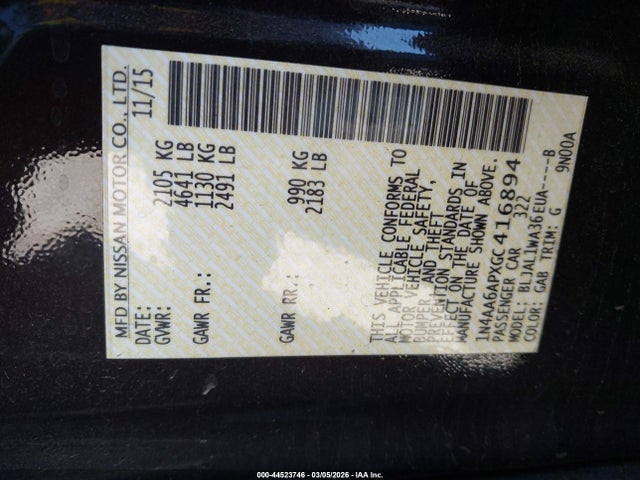 MFD BY NISSAN MOTOR CO., LTD.
DATE: 11/15
GVWR: 2105 KG
4641 LB
GAWR FR.: 1130 KG
2491 LB
GAWR RR.: 990 KG
2183 LB
THIS VEHICLE CONFORMS TO
ALL APPLICABLE FEDERAL
MOTOR VEHICLE SAFETY,
BUMPER, AND THEFT
PREVENTION STANDARDS IN
EFFECT ON THE DATE OF
MANUFACTURE SHOWN ABOVE.
1N4AA6APXGC416894
PASSENGER CAR 322
MODEL: BLJALLWA36EUA----B
COLOR: GAB TRIM: G 9N00A
000-44523746 - 03/05/2026 - IAA Inc.